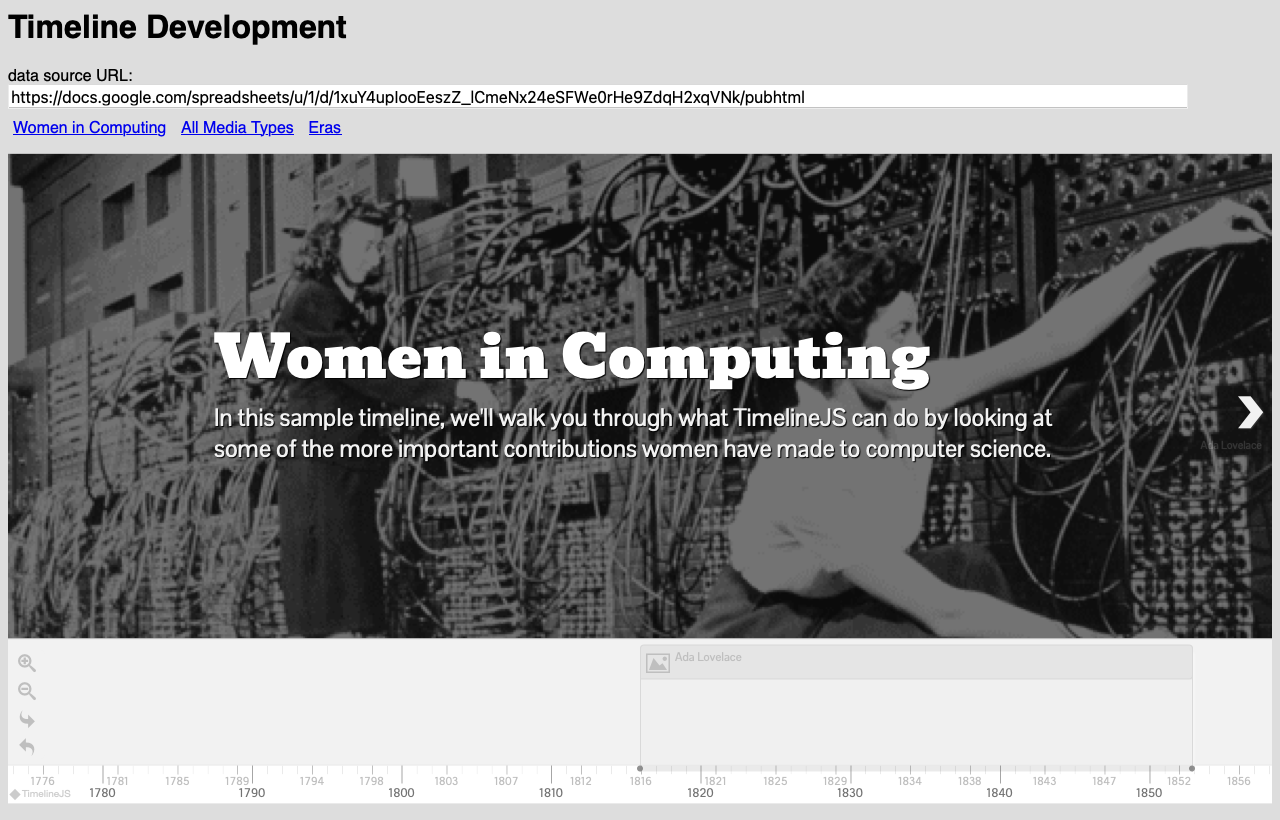 Timeline Development
data source URL:
https://docs.google.com/spreadsheets/u/1/d/1xuY4upIooEeszZ_lCmeNx24eSFWe0rHe9ZdqH2xqVNk/pubhtml
Women in Computing All Media Types Eras
Women in Computing
In this sample timeline, we'll walk you through what TimelineJS can do by looking at
some of the more important contributions women have made to computer science.
Ada Lovelace
Ada Lovelace
1776 1781 1785 1789 1794 1798 1803 1807 1812 1816 1821 1825 1829 1834 1838 1843 1847 1852 1856
TimelineJS 1780 1790 1800 1810 1820 1830 1840 1850